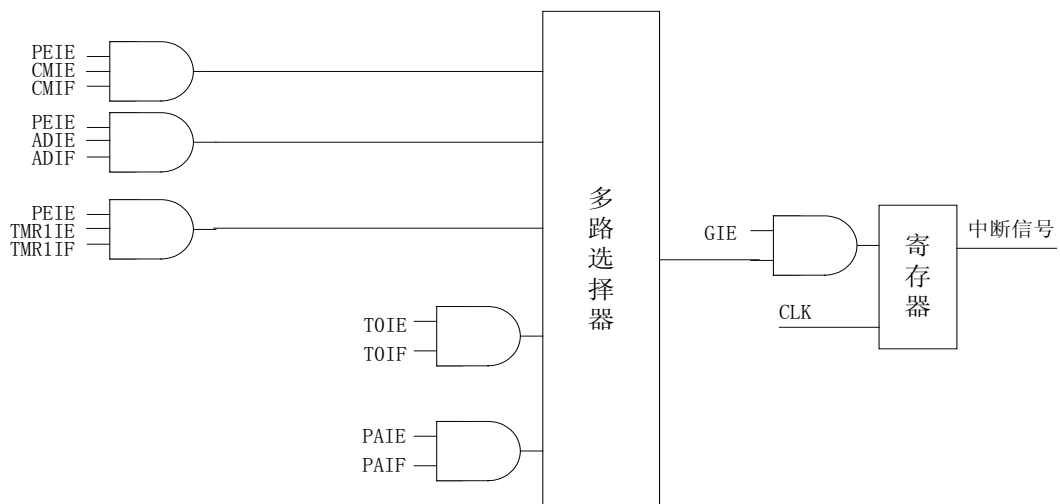 PEIE
CMIE
CMIF
PEIE
ADIE
ADIF
PEIE
TMR1IE
TMR1IF
T0IE
T0IF
PAIE
PAIF
多路选择器
GIE
CLK
寄存器
中断信号